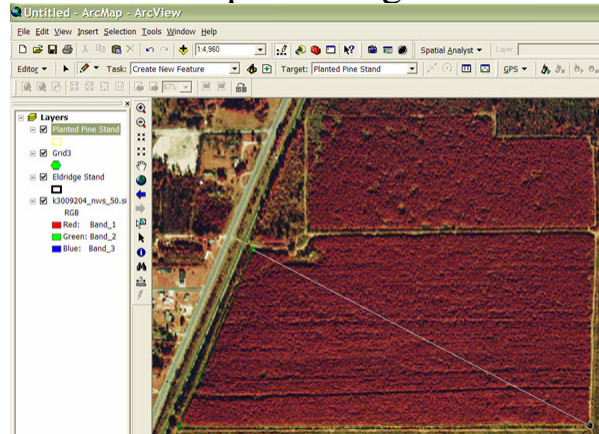 Untitled - ArcMap - ArcView
File Edit View Insert Selection Tools Window Help
1:4,960
Spatial Analyst
Layer:
Editor
Task: Create New Feature
Target: Planted Pine Stand
GPS
Layers
Planted Pine Stand
Grid3
Eldridge Stand
k3009204_nws_50.si
RGB
Red: Band_1
Green: Band_2
Blue: Band_3